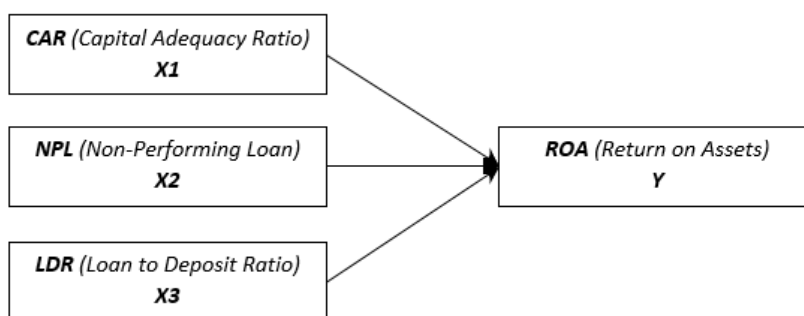 CAR (Capital Adequacy Ratio)
X1
NPL (Non-Performing Loan)
X2
ROA (Return on Assets)
Y
LDR (Loan to Deposit Ratio)
X3